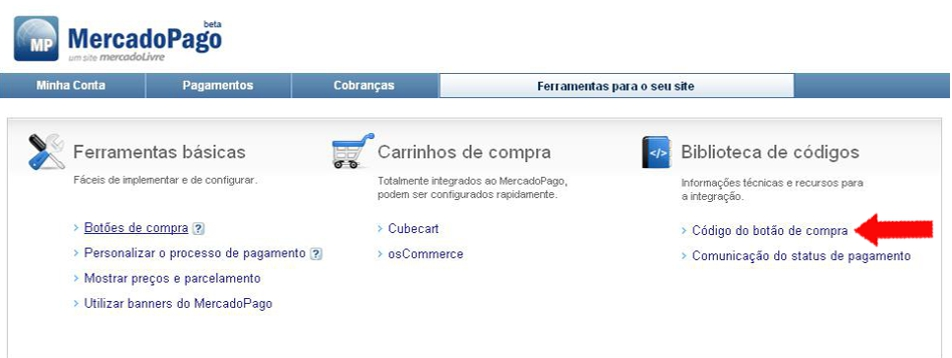 beta
MP MercadoPago
um site mercadoLivre
Minha Conta Pagamentos Cobranças Ferramentas para o seu site
Ferramentas básicas
Fáceis de implementar e de configurar.
> Botões de compra ?
> Personalizar o processo de pagamento ?
> Mostrar preços e parcelamento
> Utilizar banners do MercadoPago
Carrinhos de compra
Totalmente integrados ao MercadoPago,
podem ser configurados rapidamente.
> Cubecart
> osCommerce
</> Biblioteca de códigos
Informações técnicas e recursos para
a integração.
> Código do botão de compra
> Comunicação do status de pagamento